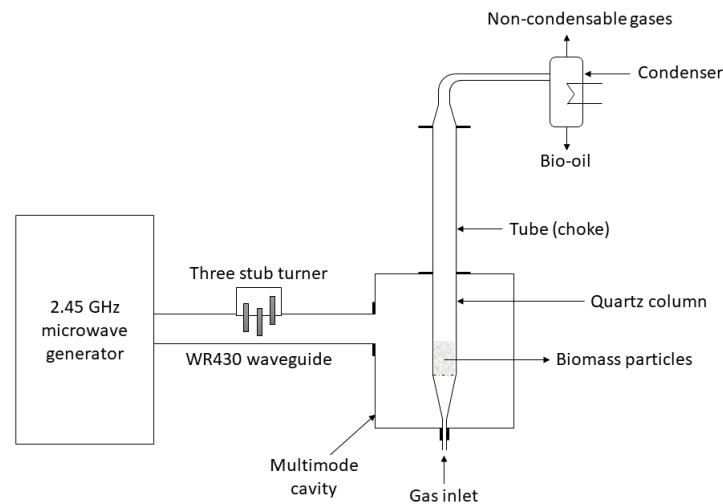 Non-condensable gases
Condenser
Bio-oil
Tube (choke)
Three stub turner
2.45 GHz
microwave
generator
Quartz column
WR430 waveguide
Biomass particles
Multimode
cavity
Gas inlet